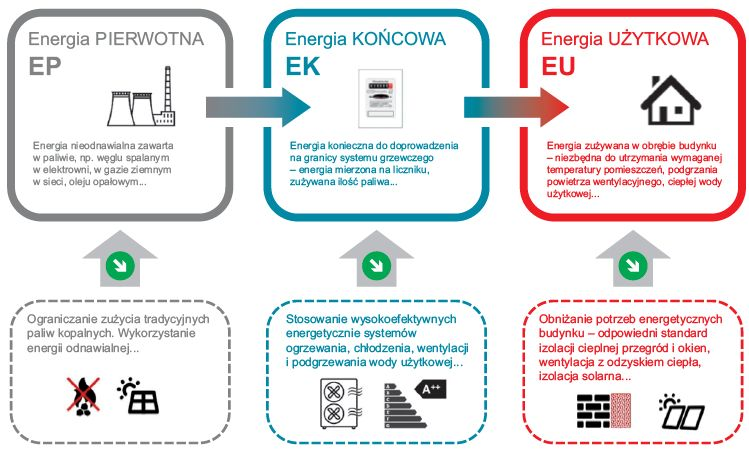 Energia PIERWOTNA
EP
Energia nieodnawialna zawarta
w paliwie, np. węglu spalanym
w elektrowni, w gazie ziemnym
w sieci, oleju opałowym...
Energia KOŃCOWA
EK
Energia konieczna do doprowadzenia
na granicy systemu grzewczego
– energia mierzona na liczniku,
zużywana ilość paliwa...
Energia UŻYTKOWA
EU
Energia zużywana w obrębie budynku
– niezbędna do utrzymania wymaganej
temperatury pomieszczeń, podgrzania
powietrza wentylacyjnego, ciepłej wody
użytkowej...
Ograniczanie zużycia tradycyjnych
paliw kopalnych. Wykorzystanie
energii odnawialnej...
Stosowanie wysokoefektywnych
energetycznie systemów
ogrzewania, chłodzenia, wentylacji
i podgrzewania wody użytkowej...
A++
Obniżanie potrzeb energetycznych
budynku – odpowiedni standard
izolacji cieplnej przegród i okien,
wentylacja z odzyskiem ciepła,
izolacja solarna...